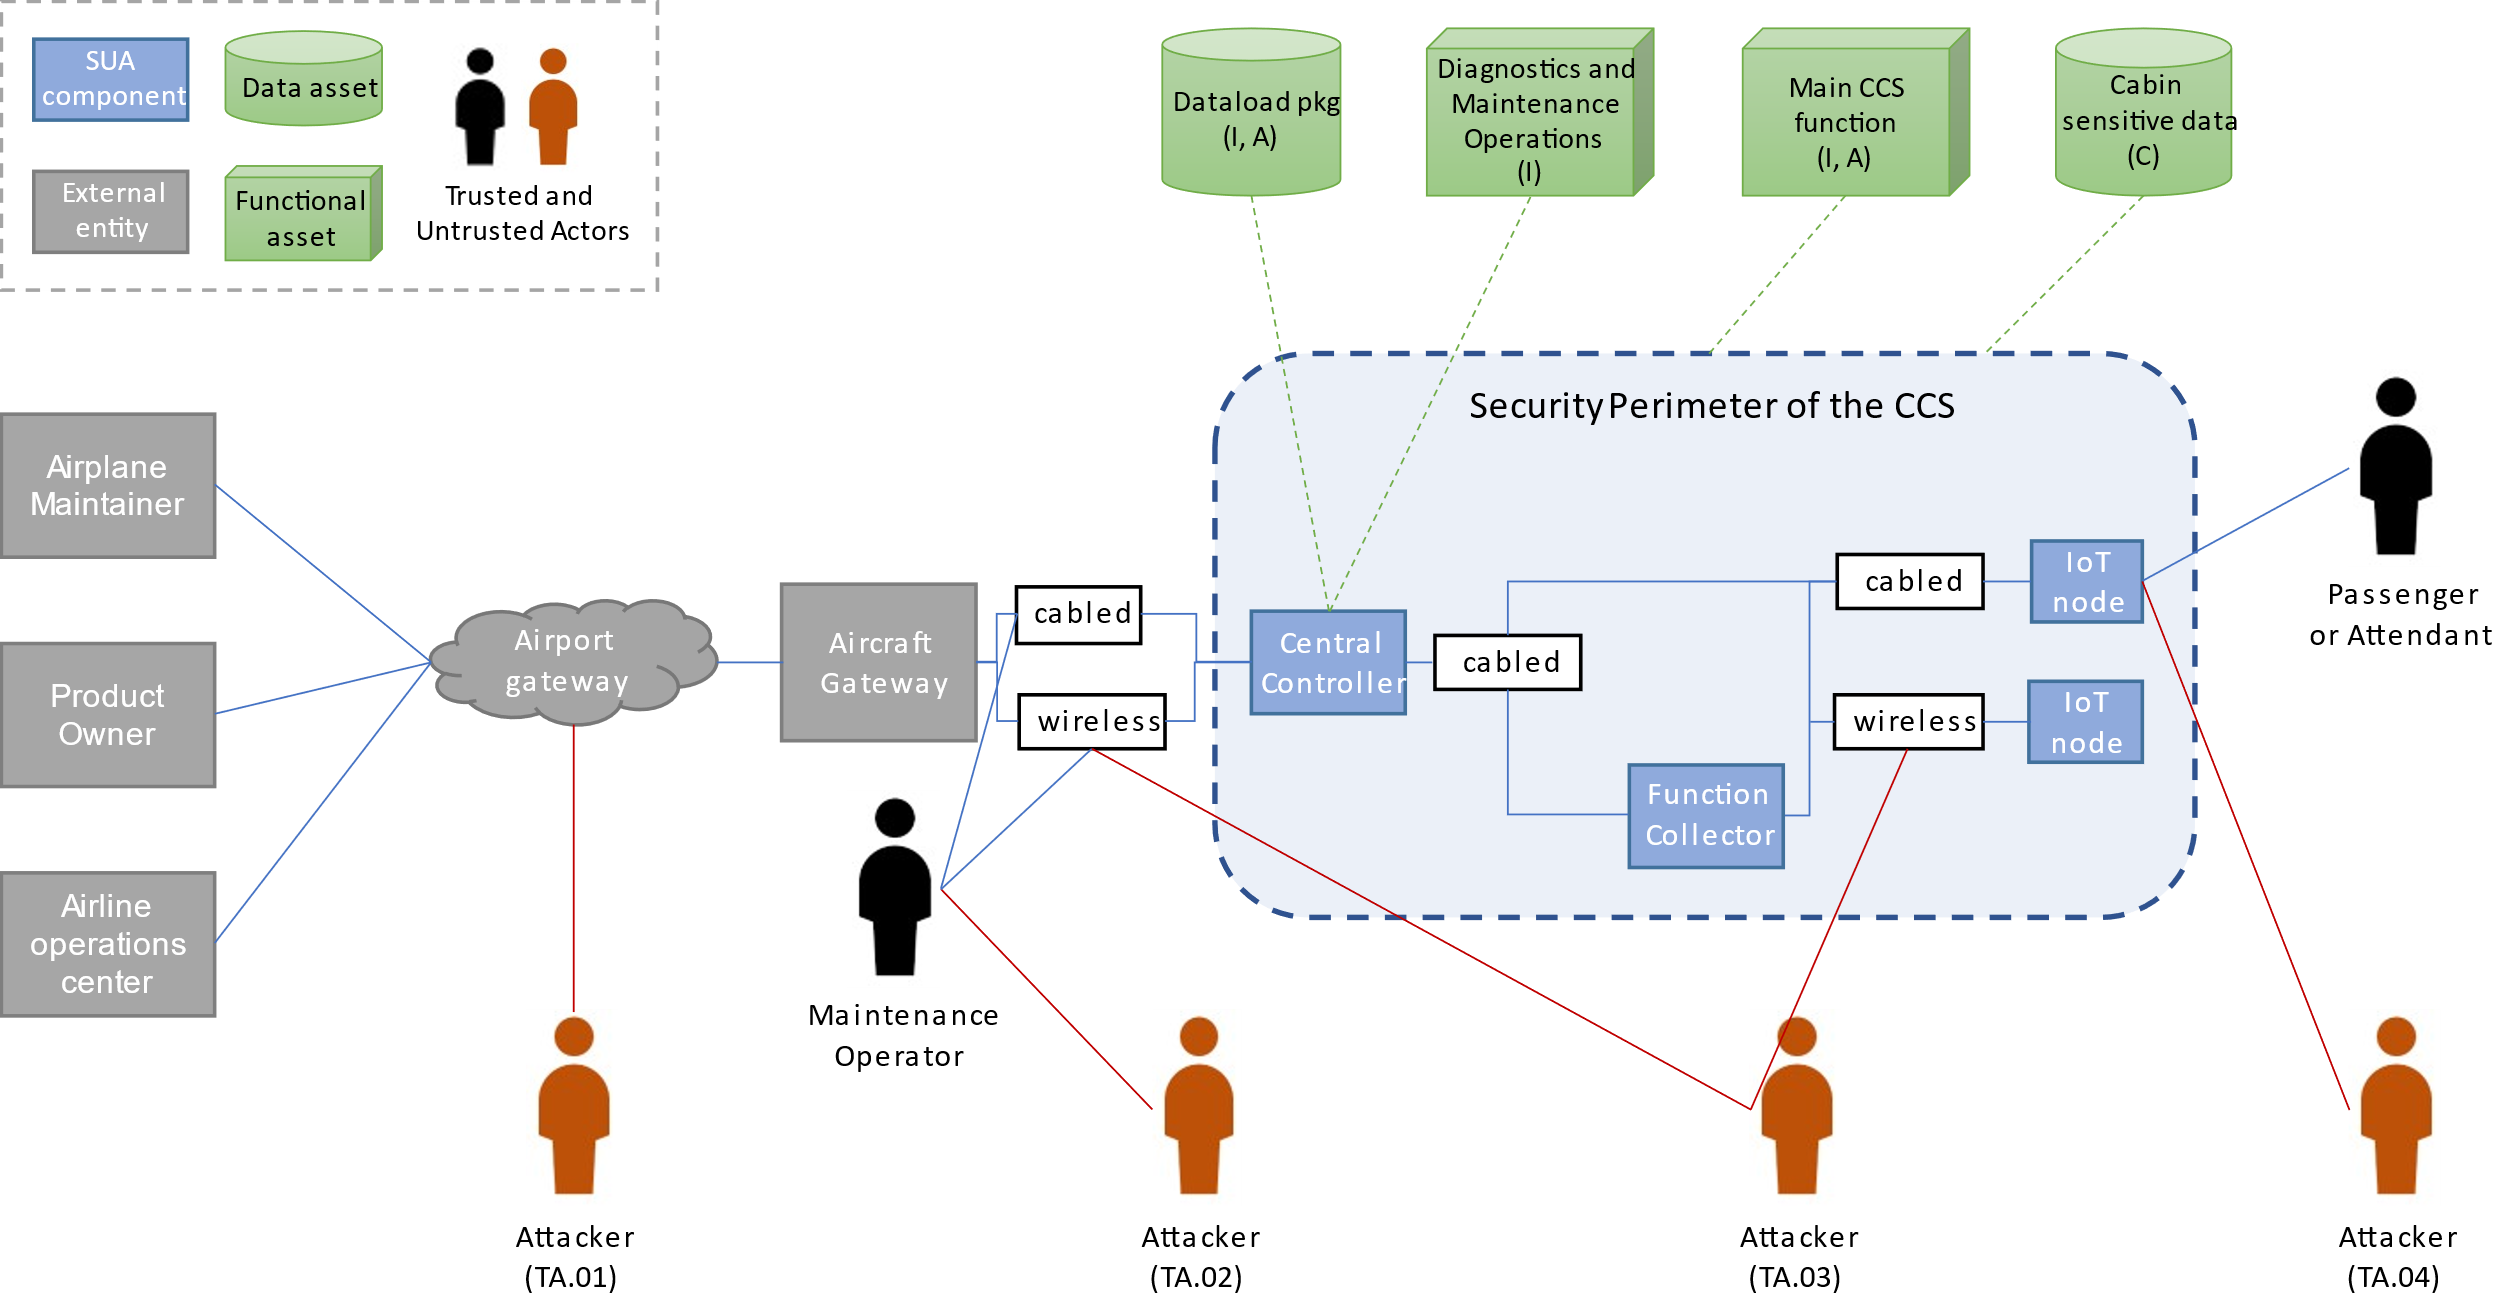 SUA
component
Data asset
External
entity
Functional
asset
Trusted and
Untrusted Actors
Dataload pkg
(I, A)
Diagnostics and
Maintenance
Operations
(I)
Main CCS
function
(I, A)
Cabin
sensitive data
(C)
Security Perimeter of the CCS
Airplane
Maintainer
Product
Owner
Airline
operations
center
Airport
gateway
Aircraft
Gateway
cabled
wireless
Central
Controller
cabled
Function
Collector
cabled
wireless
IoT
node
IoT
node
Passenger
or Attendant
Maintenance
Operator
Attacker
(TA.01)
Attacker
(TA.02)
Attacker
(TA.03)
Attacker
(TA.04)